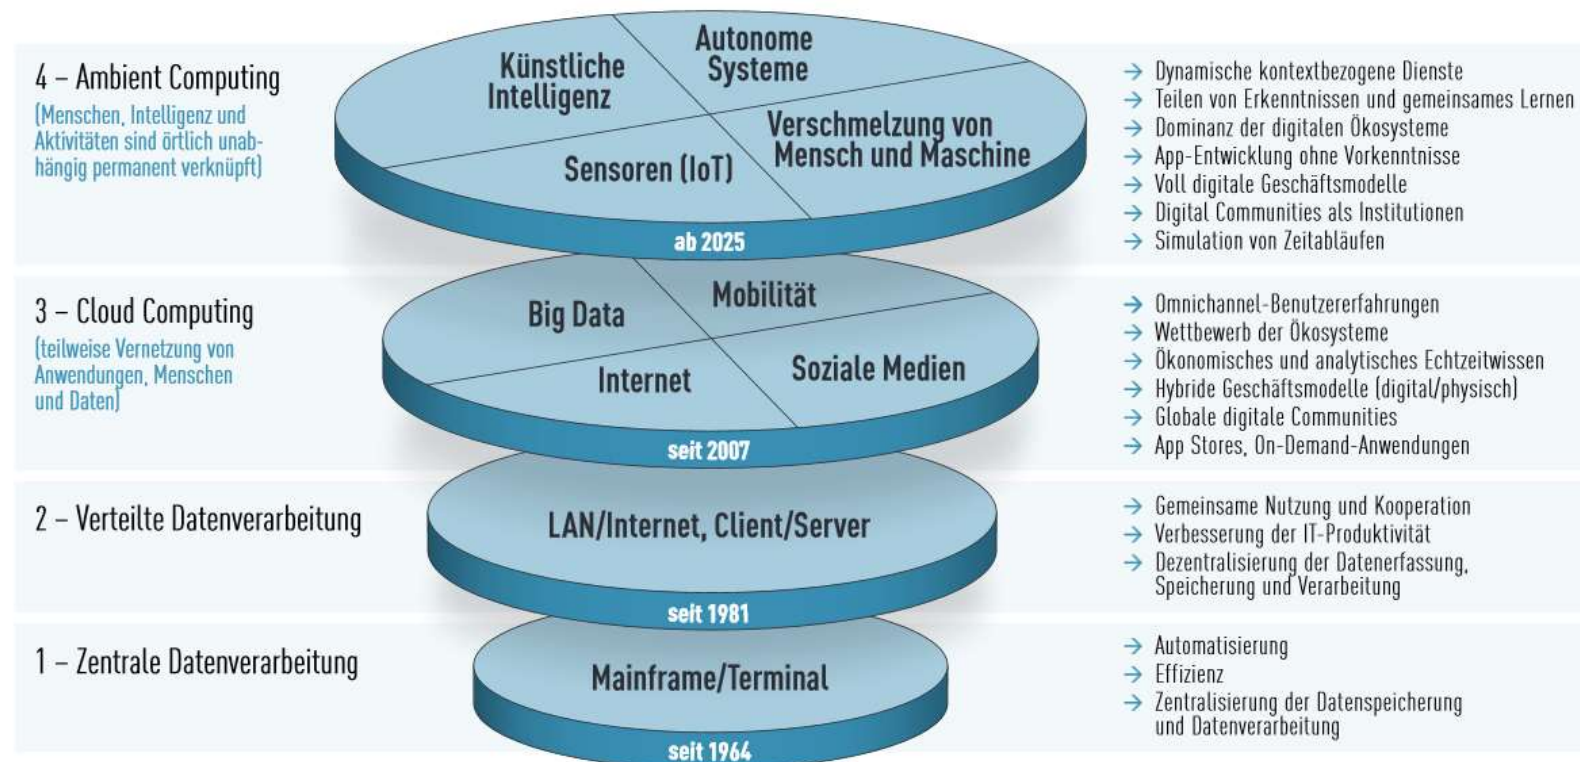 4 – Ambient Computing
(Menschen, Intelligenz und
Aktivitäten sind örtlich unab-
hängig permanent verknüpft)
Künstliche
Intelligenz
Autonome
Systeme
Verschmelzung von
Mensch und Maschine
Sensoren (IoT)
ab 2025
→ Dynamische kontextbezogene Dienste
→ Teilen von Erkenntnissen und gemeinsames Lernen
→ Dominanz der digitalen Ökosysteme
→ App-Entwicklung ohne Vorkenntnisse
→ Voll digitale Geschäftsmodelle
→ Digital Communities als Institutionen
→ Simulation von Zeitabläufen
3 – Cloud Computing
(teilweise Vernetzung von
Anwendungen, Menschen
und Daten)
Big Data
Mobilität
Soziale Medien
Internet
seit 2007
→ Omnichannel-Benutzererfahrungen
→ Wettbewerb der Ökosysteme
→ Ökonomisches und analytisches Echtzeitwissen
→ Hybride Geschäftsmodelle (digital/physisch)
→ Globale digitale Communities
→ App Stores, On-Demand-Anwendungen
2 – Verteilte Datenverarbeitung
LAN/Internet, Client/Server
seit 1981
→ Gemeinsame Nutzung und Kooperation
→ Verbesserung der IT-Produktivität
→ Dezentralisierung der Datenerfassung,
Speicherung und Verarbeitung
1 – Zentrale Datenverarbeitung
Mainframe/Terminal
seit 1964
→ Automatisierung
→ Effizienz
→ Zentralisierung der Datenspeicherung
und Datenverarbeitung